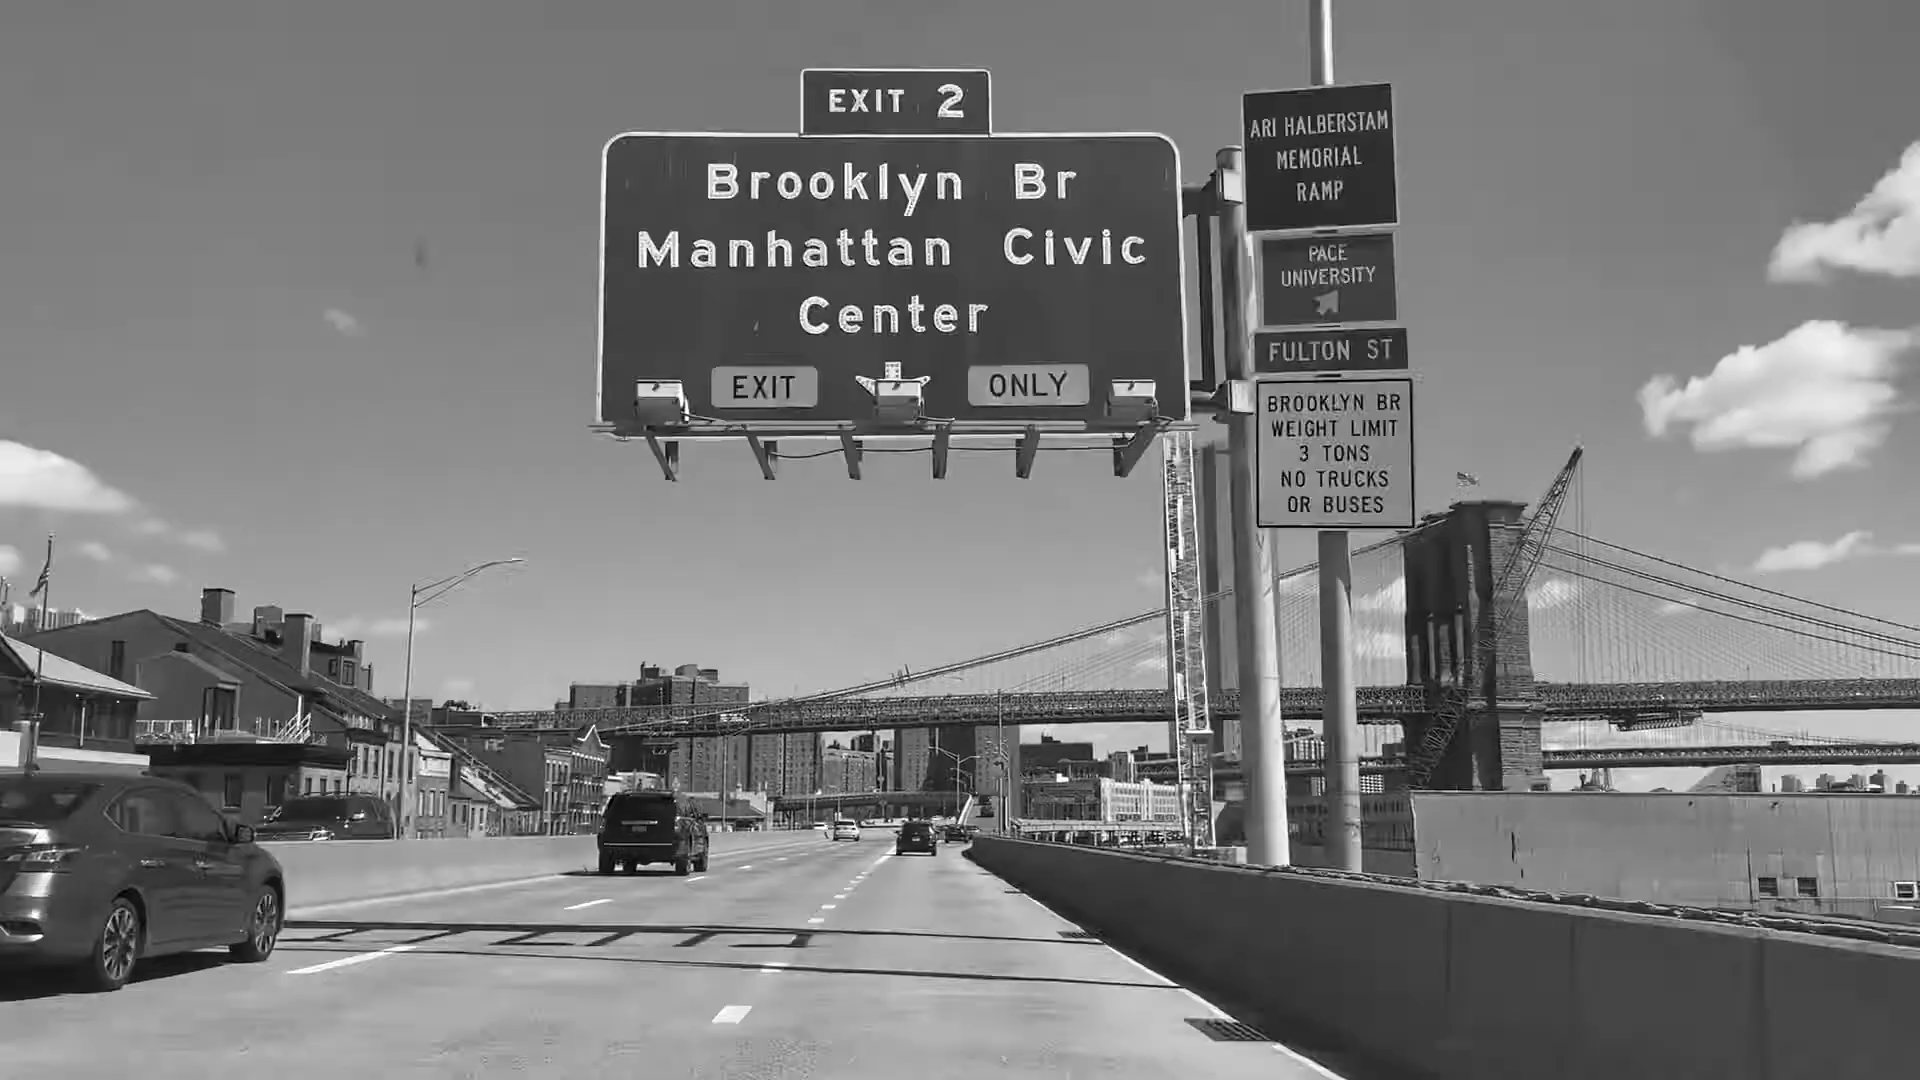 EXIT 2
Brooklyn Br
Manhattan Civic
Center
EXIT ONLY
ARI HALBERSTAM
MEMORIAL
RAMP
PACE
UNIVERSITY
FULTON ST
BROOKLYN BR
WEIGHT LIMIT
3 TONS
NO TRUCKS
OR BUSES